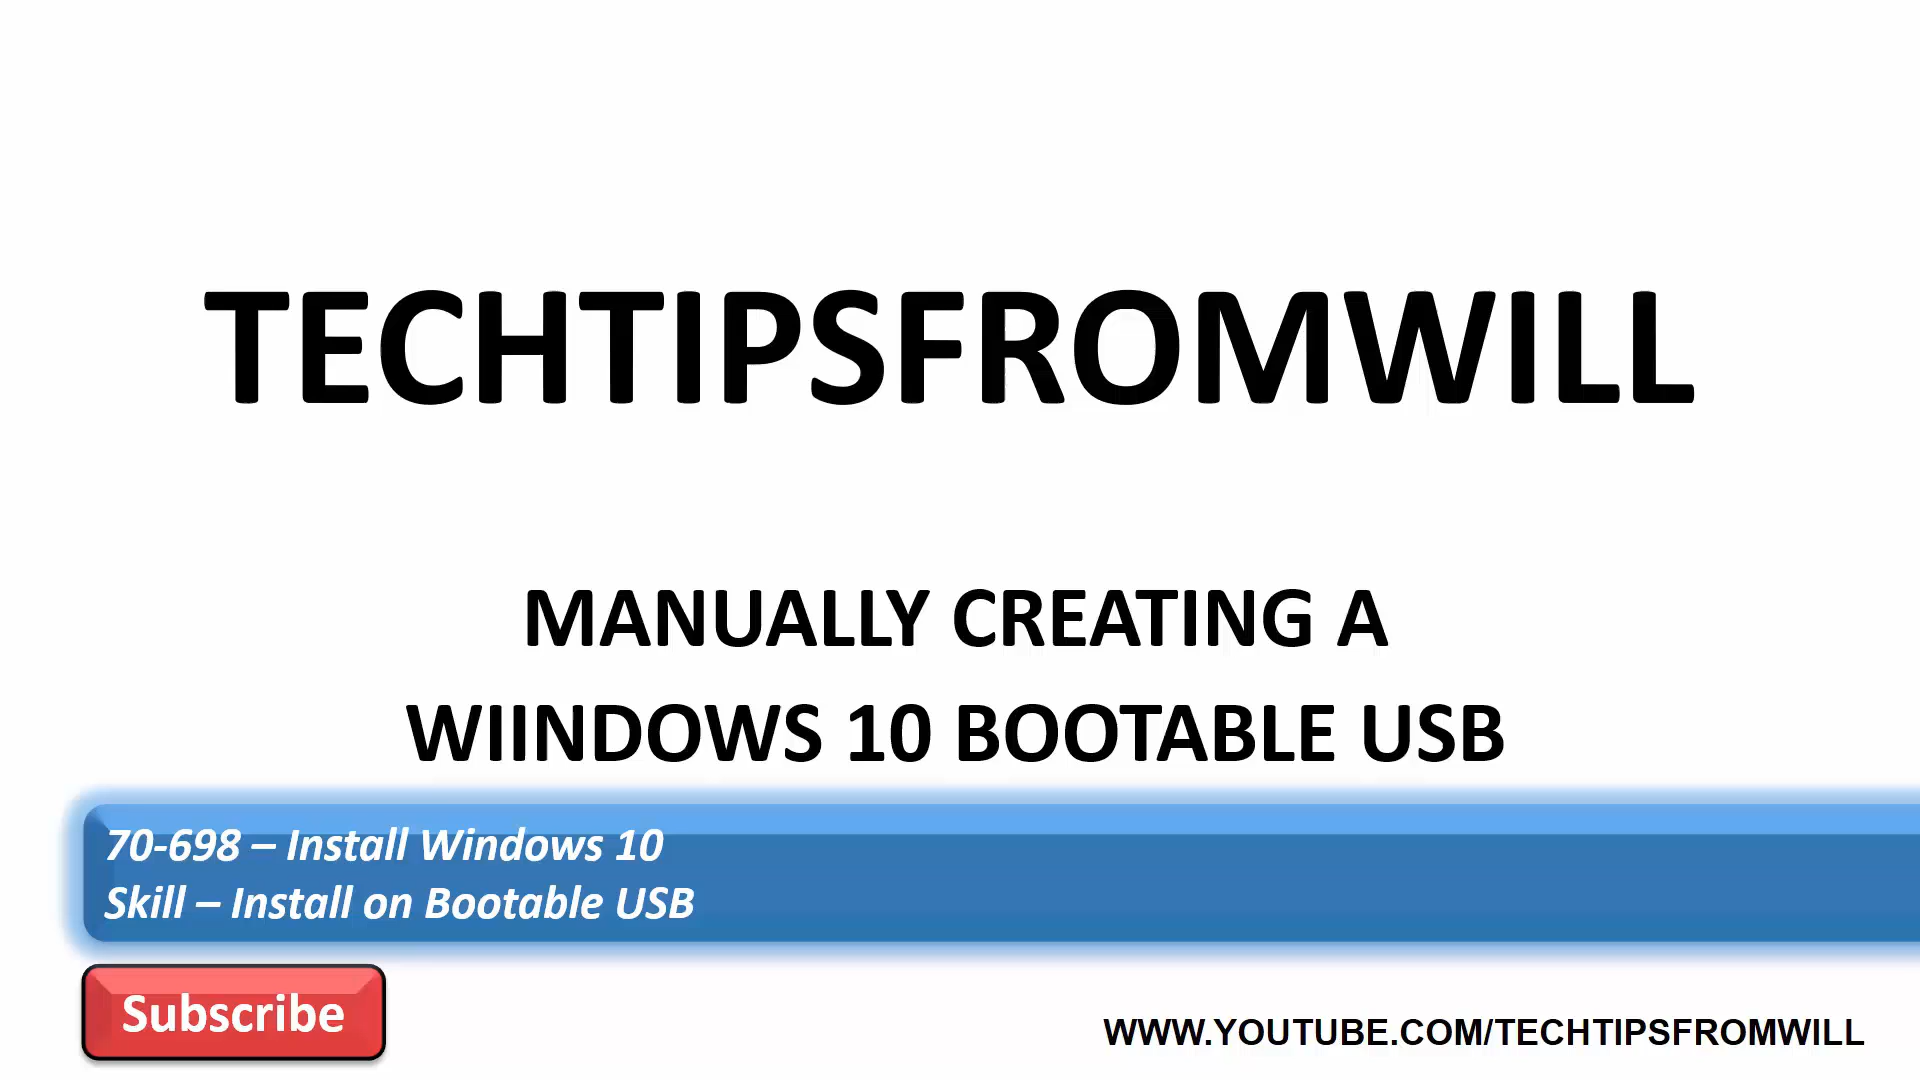 TECHTIPSFROMWILL
MANUALLY CREATING A
WIINDOWS 10 BOOTABLE USB
70-698 – Install Windows 10
Skill – Install on Bootable USB
Subscribe
WWW.YOUTUBE.COM/TECHTIPSFROMWILL